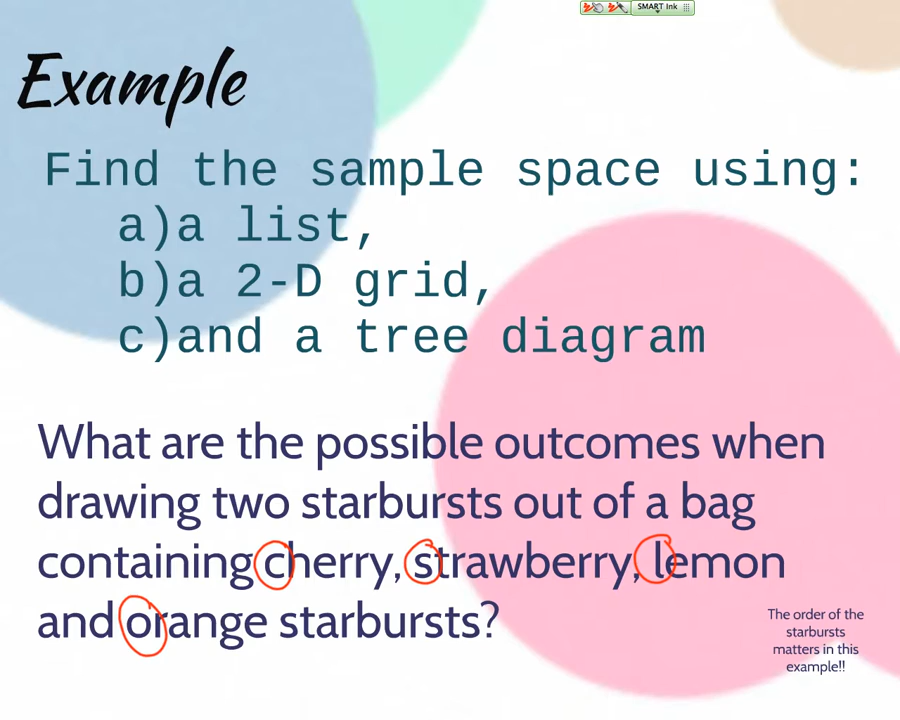 SMART Ink
Example
Find the sample space using:
a)a list,
b)a 2-D grid,
c)and a tree diagram
What are the possible outcomes when
drawing two starbursts out of a bag
containing cherry, strawberry, lemon
and orange starbursts?
The order of the
starbursts
matters in this
example!!